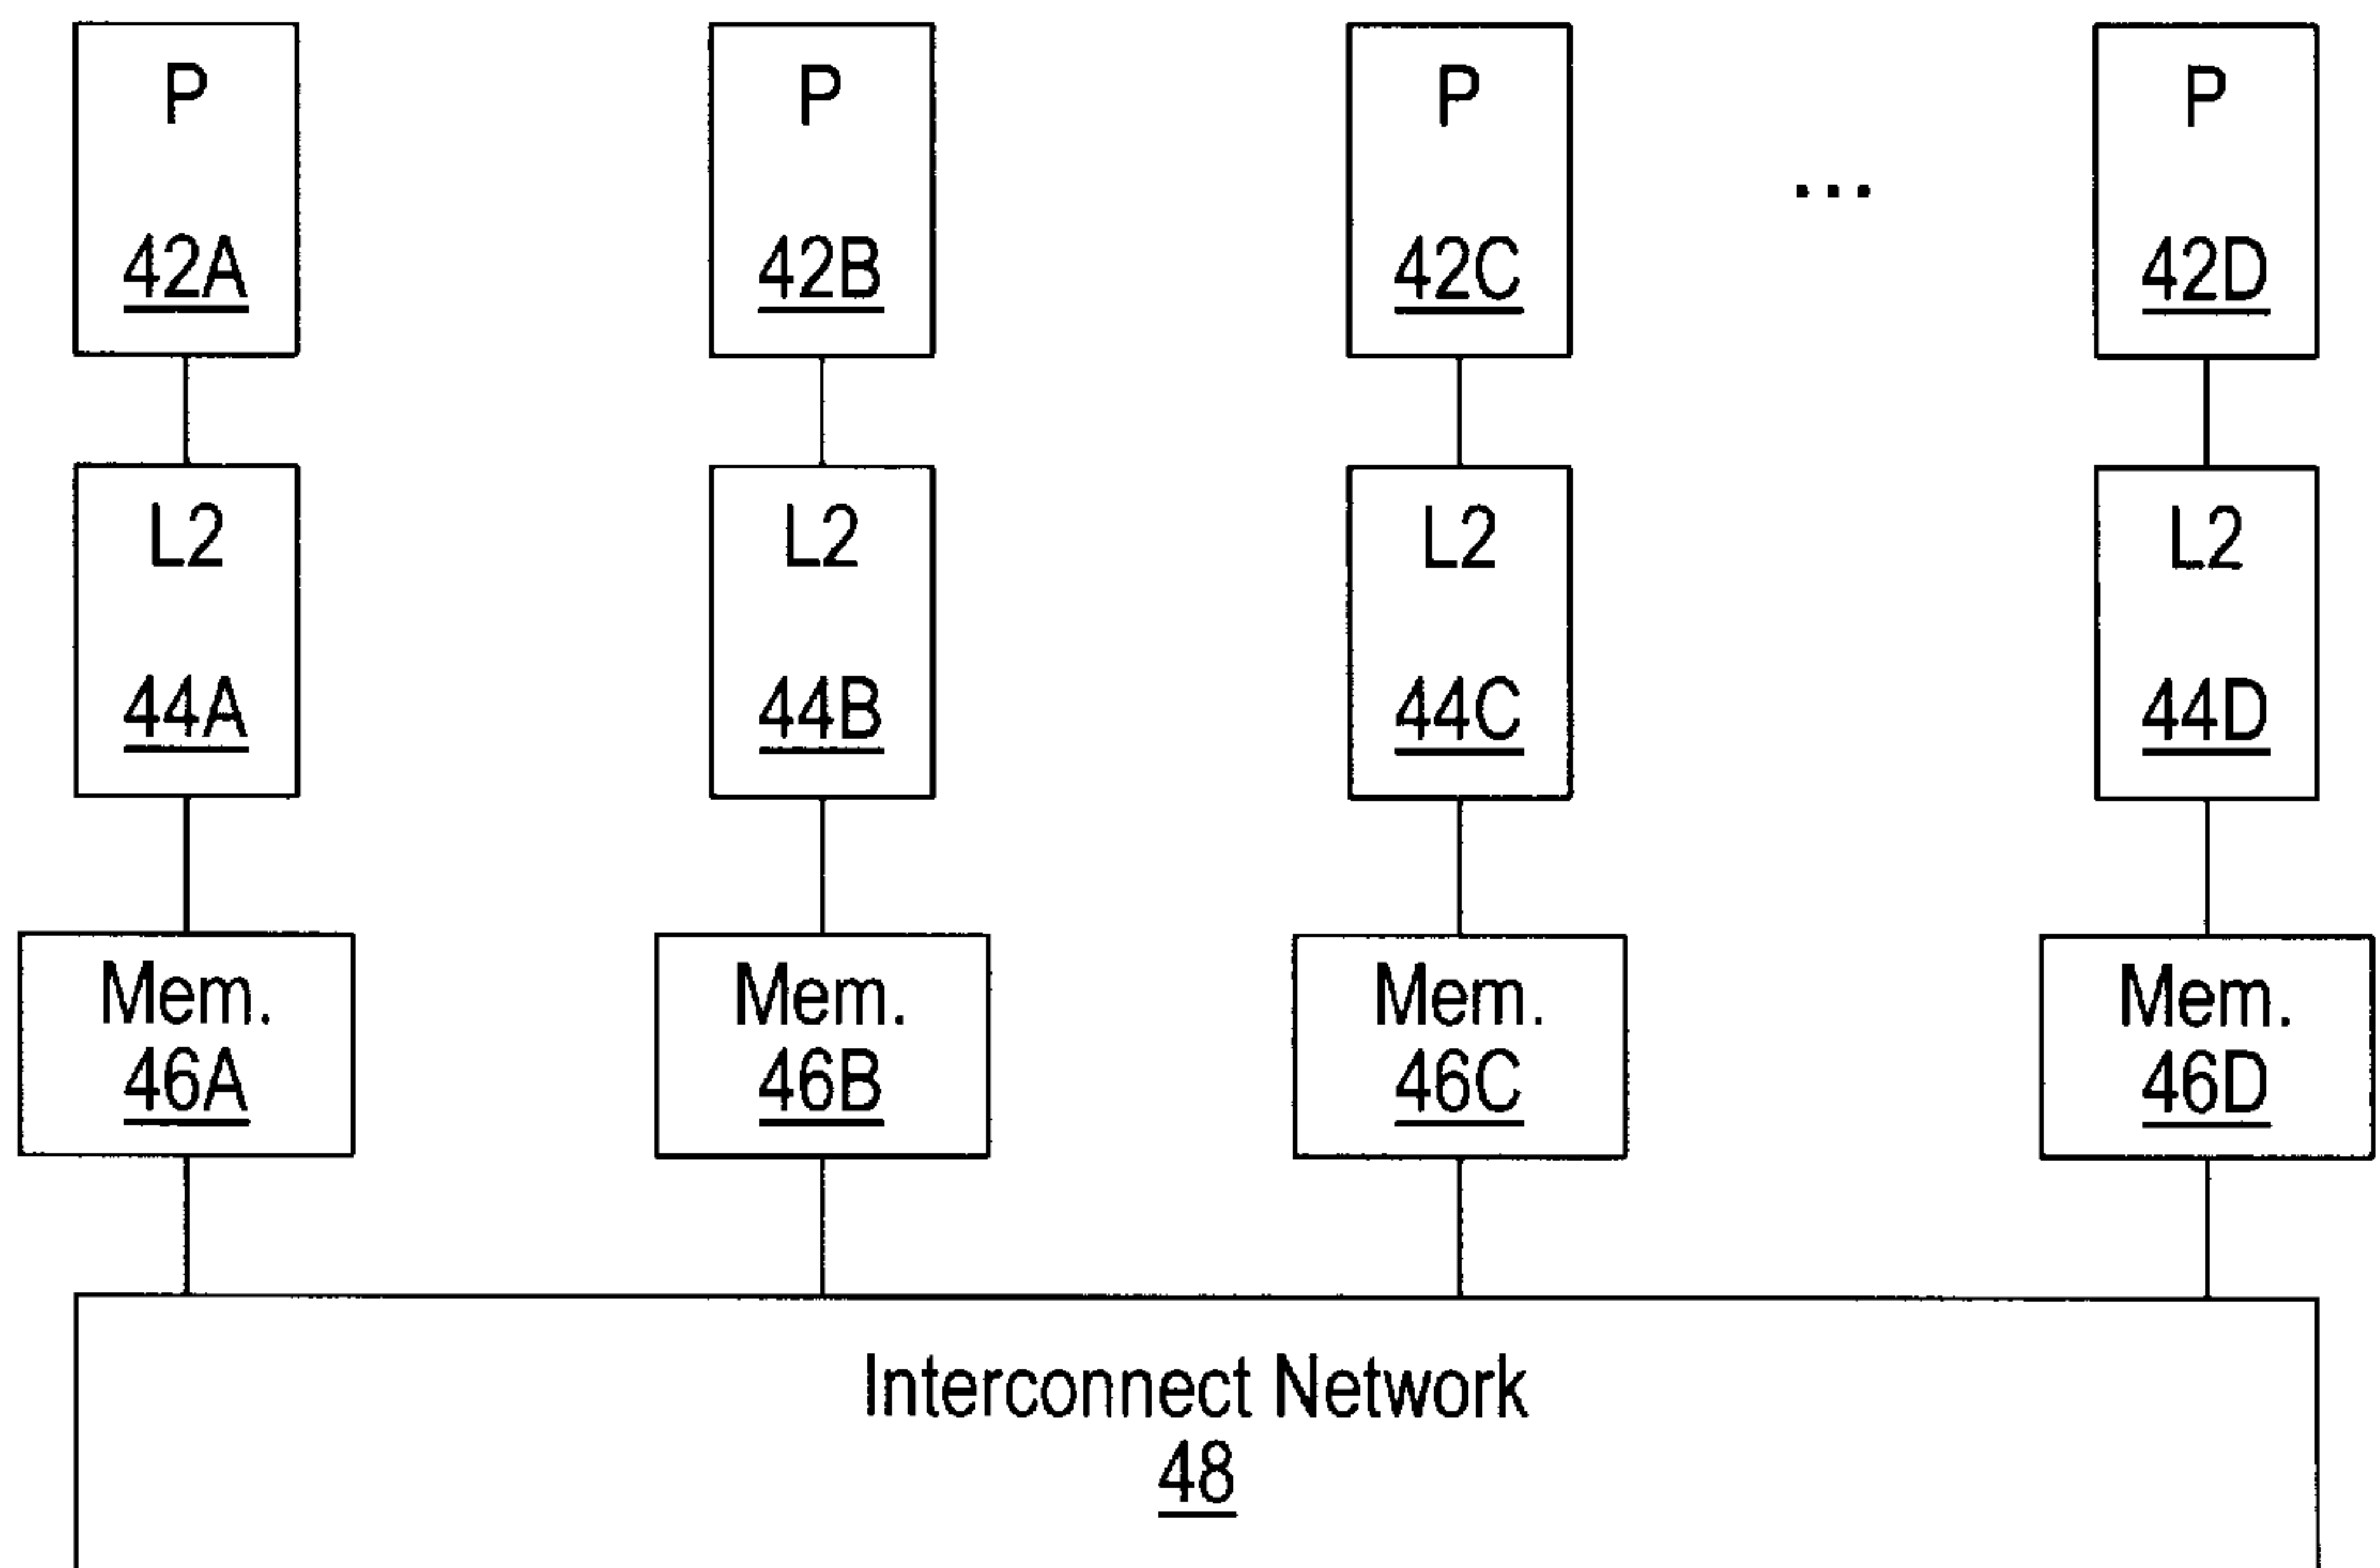 P P P P
...
42A 42B 42C 42D
L2 L2 L2 L2
44A 44B 44C 44D
Mem. Mem. Mem. Mem.
46A 46B 46C 46D
Interconnect Network
48